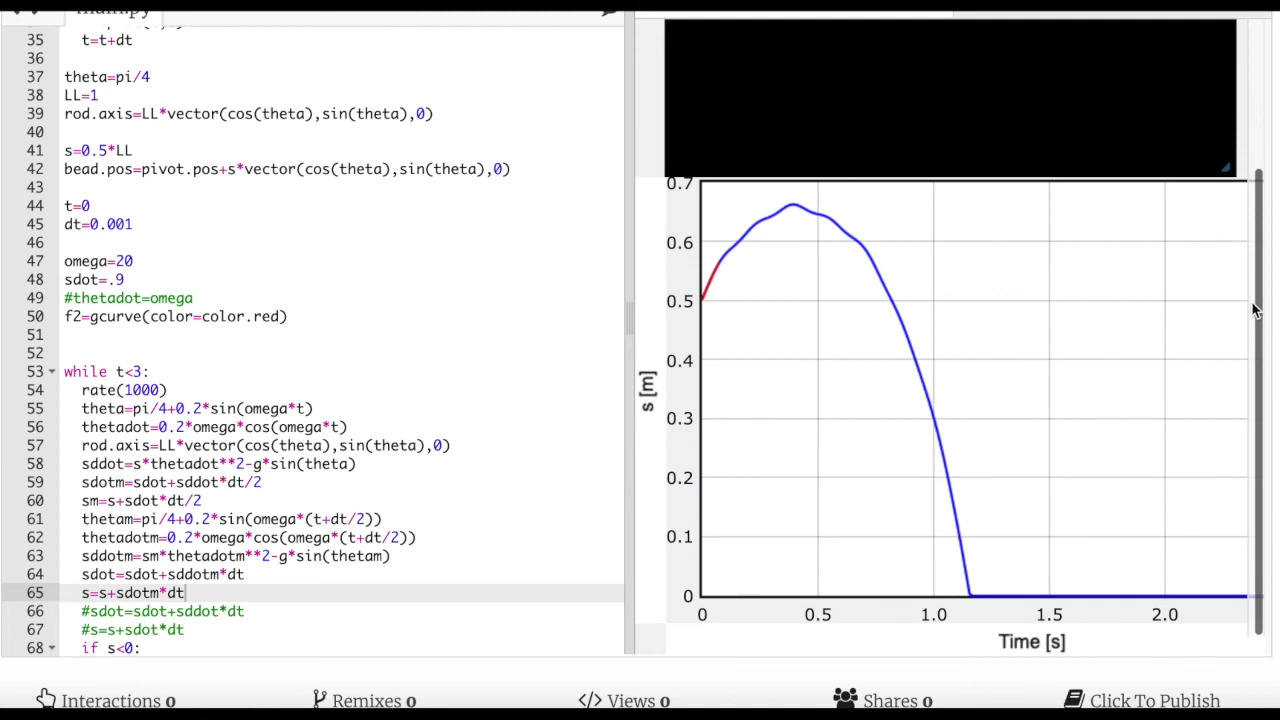 main.py
35 t=t+dt
36
37 theta=pi/4
38 LL=1
39 rod.axis=LL*vector(cos(theta),sin(theta),0)
40
41 s=0.5*LL
42 bead.pos=pivot.pos+s*vector(cos(theta),sin(theta),0)
43
44 t=0
45 dt=0.001
46
47 omega=20
48 sdot=.9
49 #thetadot=omega
50 f2=gcurve(color=color.red)
51
52
53 while t<3:
54 rate(1000)
55 theta=pi/4+0.2*sin(omega*t)
56 thetadot=0.2*omega*cos(omega*t)
57 rod.axis=LL*vector(cos(theta),sin(theta),0)
58 sddot=s*thetadot**2-g*sin(theta)
59 sdotm=sdot+sddot*dt/2
60 sm=s+sdot*dt/2
61 thetam=pi/4+0.2*sin(omega*(t+dt/2))
62 thetadotm=0.2*omega*cos(omega*(t+dt/2))
63 sddotm=sm*thetadotm**2-g*sin(thetam)
64 sdot=sdot+sddotm*dt
65 s=s+sdotm*dt
66 #sdot=sdot+sddot*dt
67 #s=s+sdot*dt
68 if s<0:
0.7
0.6
0.5
0.4
0.3
0.2
0.1
0
s [m]
0 0.5 1.0 1.5 2.0
Time [s]
Interactions 0
Remixes 0
</> Views 0
Shares 0
Click To Publish